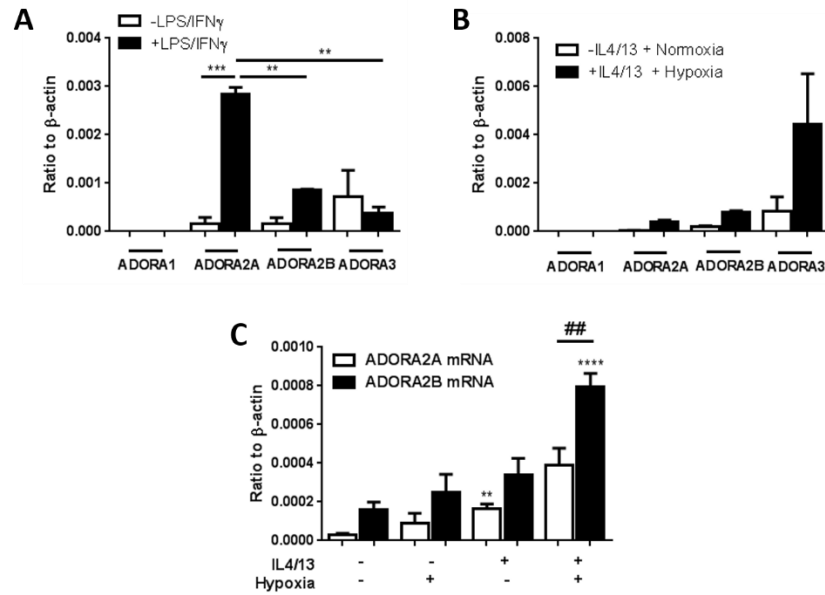 A
-LPS/IFNγ
+LPS/IFNγ
Ratio to β-actin
0.004
0.003
0.002
0.001
0.000
***
**
**
ADORA1 ADORA2A ADORA2B ADORA3
B
-IL4/13 + Normoxia
+IL4/13 + Hypoxia
Ratio to β-actin
0.008
0.006
0.004
0.002
0.000
ADORA1 ADORA2A ADORA2B ADORA3
C
ADORA2A mRNA
ADORA2B mRNA
Ratio to β-actin
0.0010
0.0008
0.0006
0.0004
0.0002
0.0000
##
****
**
IL4/13 - - + +
Hypoxia - + - +